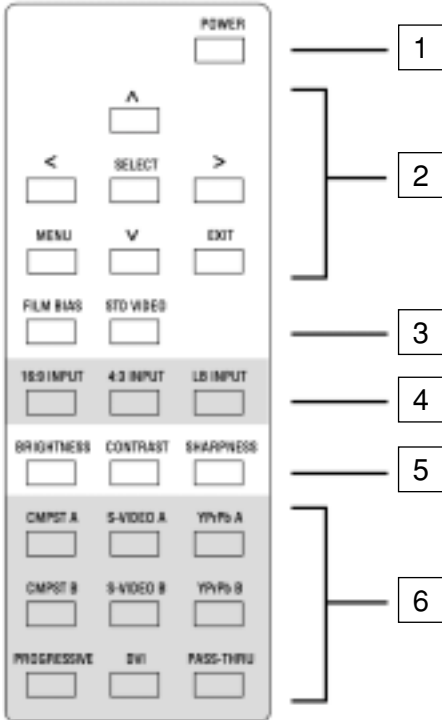 POWER
1
^
2
< SELECT >
MENU v EXIT
FILM BIAS STD VIDEO
3
16:9 INPUT 4:3 INPUT LB INPUT
4
BRIGHTNESS CONTRAST SHARPNESS
5
CMPST A S-VIDEO A YPrPb A
CMPST B S-VIDEO B YPrPb B
6
PROGRESSIVE DVI PASS-THRU